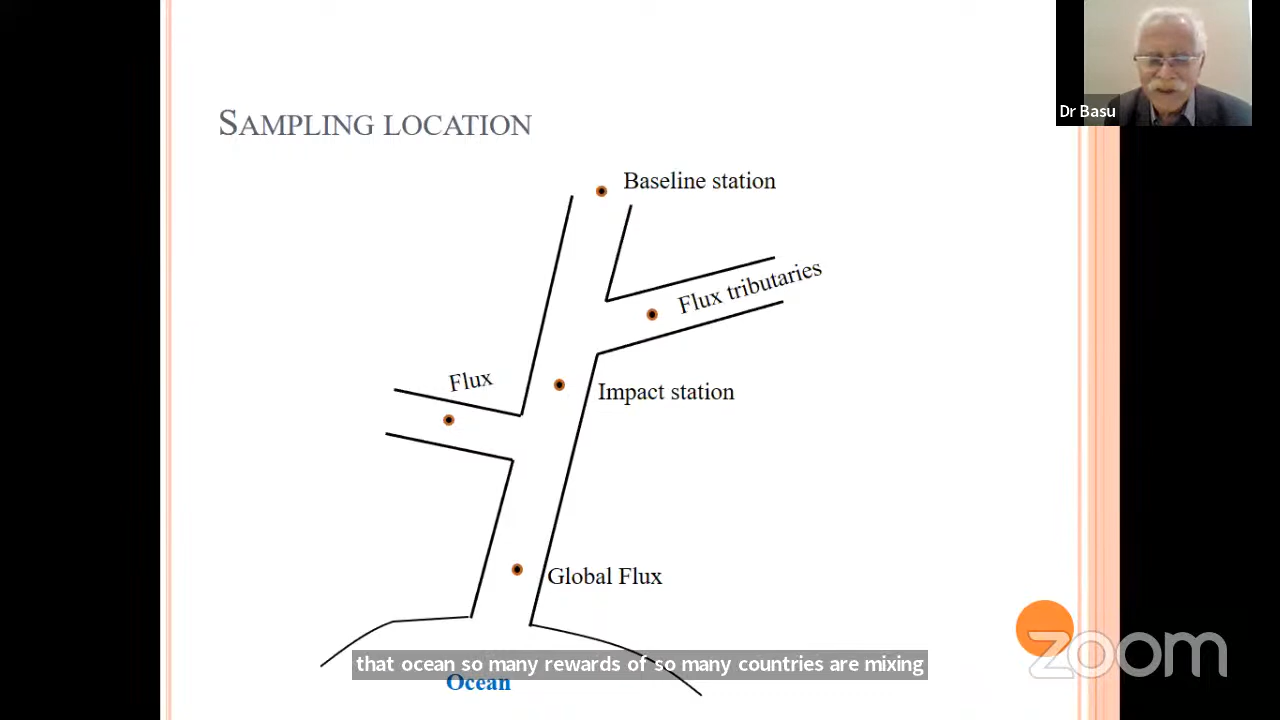 SAMPLING LOCATION
Dr Basu
Baseline station
Flux tributaries
Flux
Impact station
Global Flux
that ocean so many rewards of so many countries are mixing
Ocean
zoom